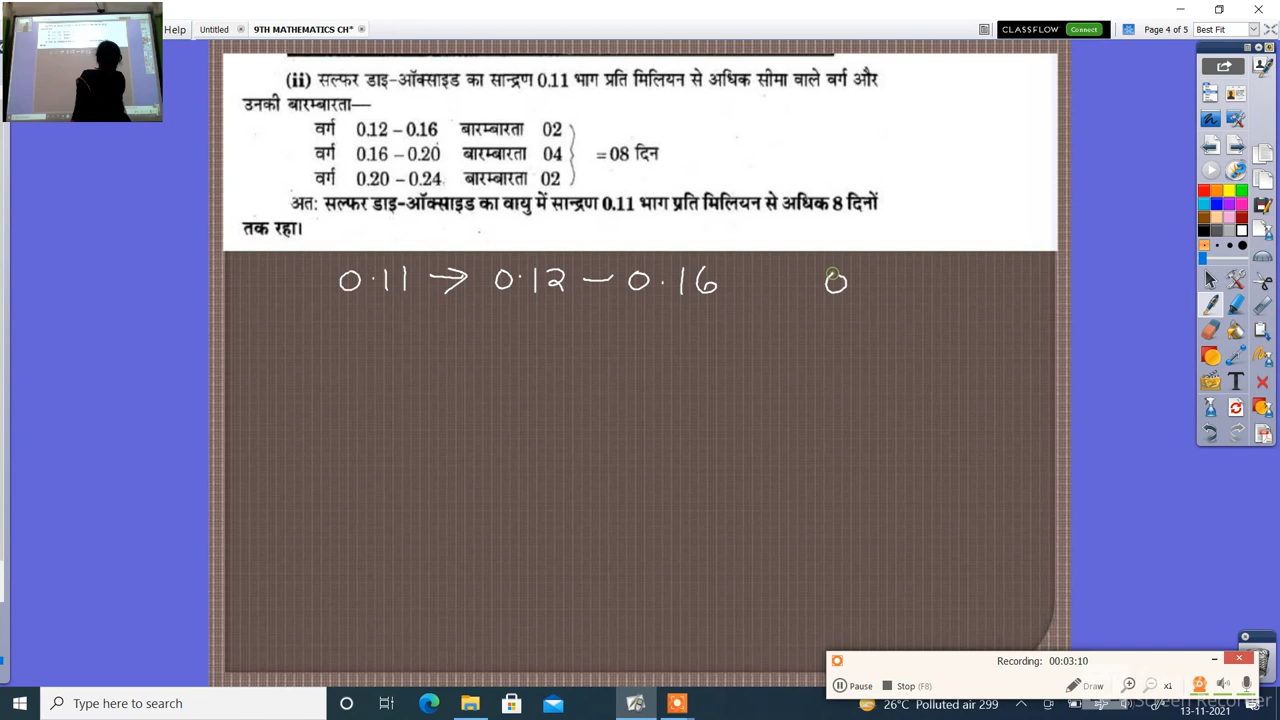 Help
Untitled
9TH MATHEMATICS CH*
CLASSFLOW
Connect
Page 4 of 5
Best Fit
(ii) सल्फर डाइ-ऑक्साइड का सान्द्रण 0.11 भाग प्रति मिलियन से अधिक सीमा वाले वर्ग और
उनकी बारम्बारता—
वर्ग 0.12 – 0.16 बारम्बारता 02
वर्ग 0.16 – 0.20 बारम्बारता 04 = 08 दिन
वर्ग 0.20 – 0.24 बारम्बारता 02
अतः सल्फर डाइ-ऑक्साइड का वायु में सान्द्रण 0.11 भाग प्रति मिलियन से अधिक 8 दिनों
तक रहा।
0.11 → 0.12 – 0.16 0
Recording: 00:03:10
Pause
Stop (F8)
Draw
x1
Type here to search
26°C Polluted air 299
13-11-2021